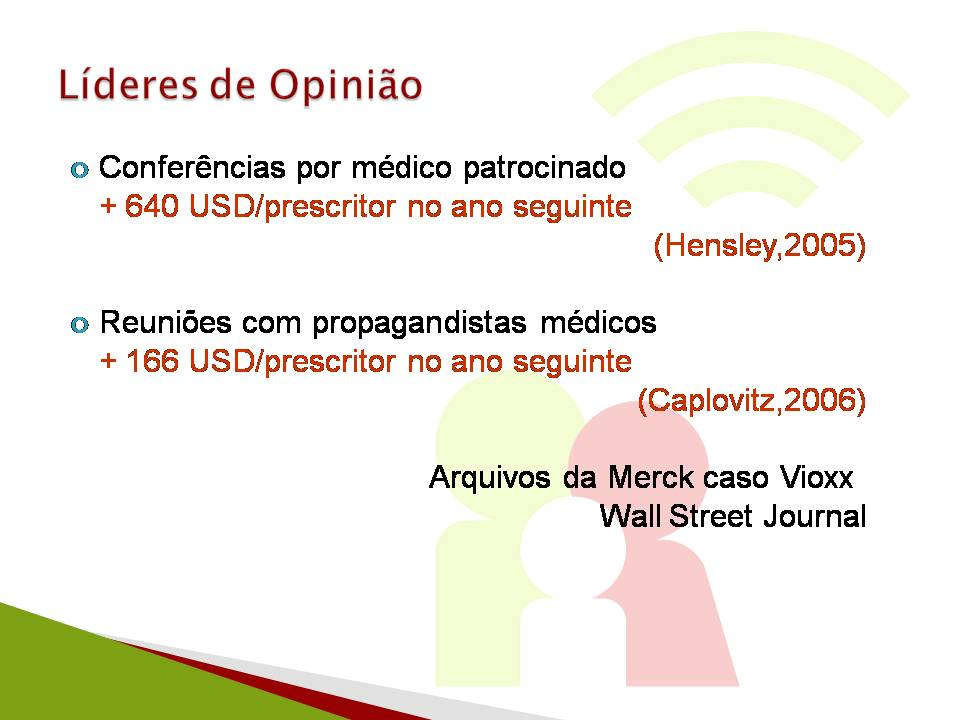 Líderes de Opinião
o Conferências por médico patrocinado
+ 640 USD/prescritor no ano seguinte
(Hensley,2005)
o Reuniões com propagandistas médicos
+ 166 USD/prescritor no ano seguinte
(Caplovitz,2006)
Arquivos da Merck caso Vioxx
Wall Street Journal